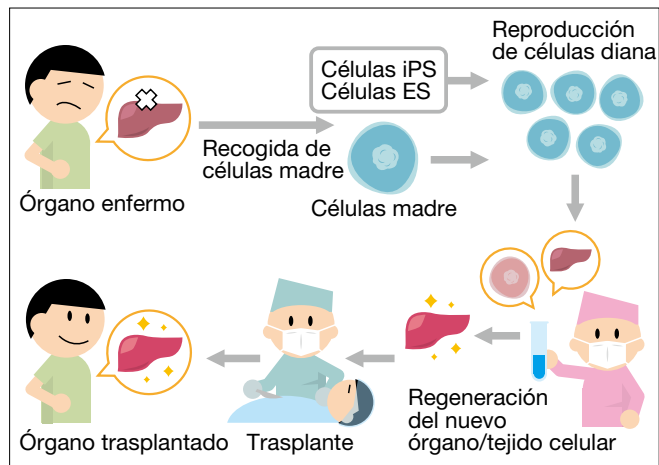 Órgano enfermo
Recogida de
células madre
Células iPS
Células ES
Células madre
Reproducción
de células diana
Regeneración
del nuevo
órgano/tejido celular
Trasplante
Órgano trasplantado